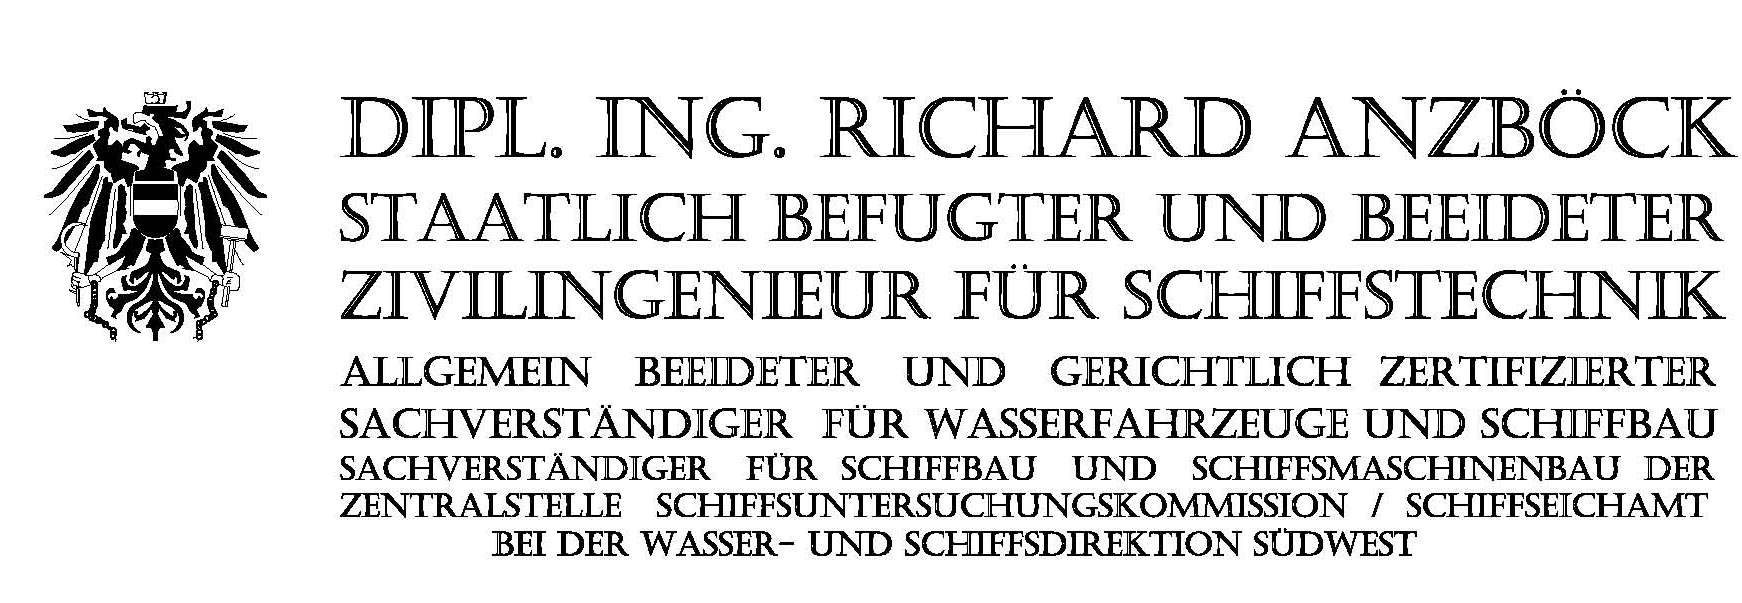 DIPL. ING. RICHARD ANZBÖCK
STAATLICH BEFUGTER UND BEEIDETER
ZIVILINGENIEUR FÜR SCHIFFSTECHNIK
ALLGEMEIN BEEIDETER UND GERICHTLICH ZERTIFIZIERTER
SACHVERSTÄNDIGER FÜR WASSERFAHRZEUGE UND SCHIFFBAU
SACHVERSTÄNDIGER FÜR SCHIFFBAU UND SCHIFFSMASCHINENBAU DER
ZENTRALSTELLE SCHIFFSUNTERSUCHUNGSKOMMISSION / SCHIFFSEICHAMT
BEI DER WASSER- UND SCHIFFSDIREKTION SÜDWEST